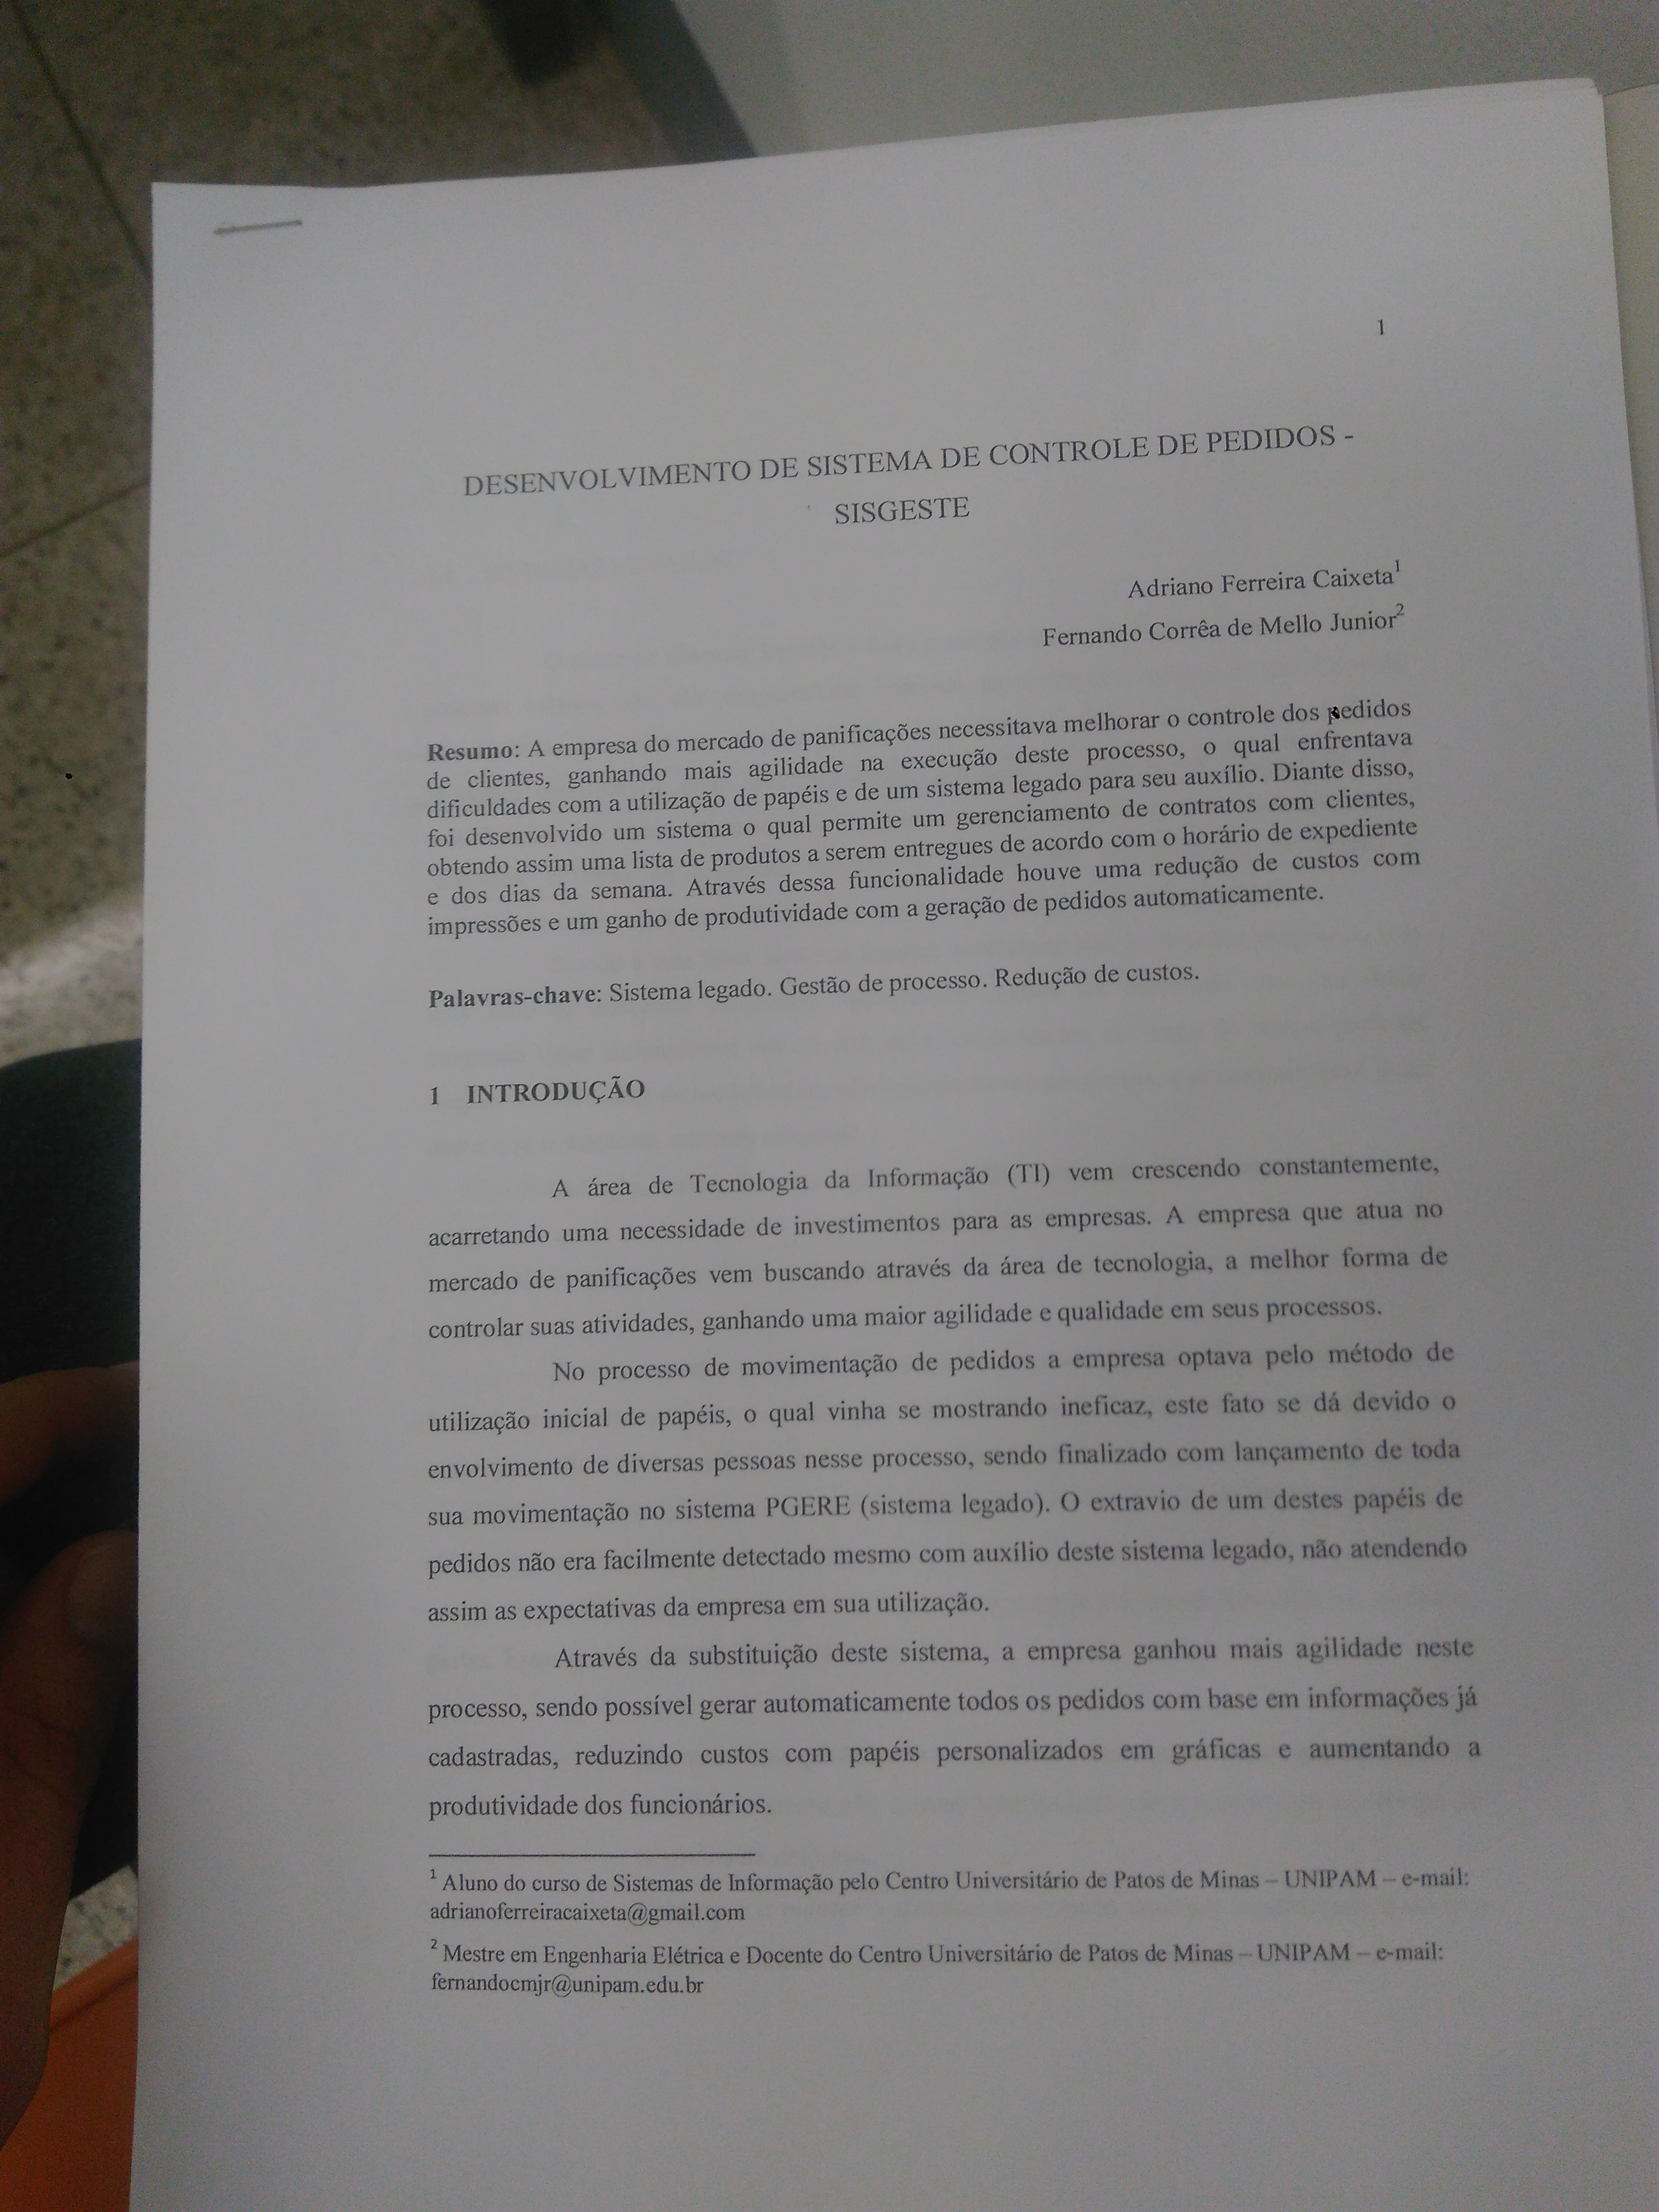 1
DESENVOLVIMENTO DE SISTEMA DE CONTROLE DE PEDIDOS -
SISGESTE
Adriano Ferreira Caixeta¹
Fernando Corrêa de Mello Junior²
Resumo: A empresa do mercado de panificações necessitava melhorar o controle dos pedidos
de clientes, ganhando mais agilidade na execução deste processo, o qual enfrentava
dificuldades com a utilização de papéis e de um sistema legado para seu auxílio. Diante disso,
foi desenvolvido um sistema o qual permite um gerenciamento de contratos com clientes,
obtendo assim uma lista de produtos a serem entregues de acordo com o horário de expediente
e dos dias da semana. Através dessa funcionalidade houve uma redução de custos com
impressões e um ganho de produtividade com a geração de pedidos automaticamente.
Palavras-chave: Sistema legado. Gestão de processo. Redução de custos.
1 INTRODUÇÃO
A área de Tecnologia da Informação (TI) vem crescendo constantemente,
acarretando uma necessidade de investimentos para as empresas. A empresa que atua no
mercado de panificações vem buscando através da área de tecnologia, a melhor forma de
controlar suas atividades, ganhando uma maior agilidade e qualidade em seus processos.
No processo de movimentação de pedidos a empresa optava pelo método de
utilização inicial de papéis, o qual vinha se mostrando ineficaz, este fato se dá devido o
envolvimento de diversas pessoas nesse processo, sendo finalizado com lançamento de toda
sua movimentação no sistema PGERE (sistema legado). O extravio de um destes papéis de
pedidos não era facilmente detectado mesmo com auxílio deste sistema legado, não atendendo
assim as expectativas da empresa em sua utilização.
Através da substituição deste sistema, a empresa ganhou mais agilidade neste
processo, sendo possível gerar automaticamente todos os pedidos com base em informações já
cadastradas, reduzindo custos com papéis personalizados em gráficas e aumentando a
produtividade dos funcionários.
¹ Aluno do curso de Sistemas de Informação pelo Centro Universitário de Patos de Minas – UNIPAM – e-mail:
adrianoferreiracaixeta@gmail.com
² Mestre em Engenharia Elétrica e Docente do Centro Universitário de Patos de Minas – UNIPAM – e-mail:
fernandocmjr@unipam.edu.br